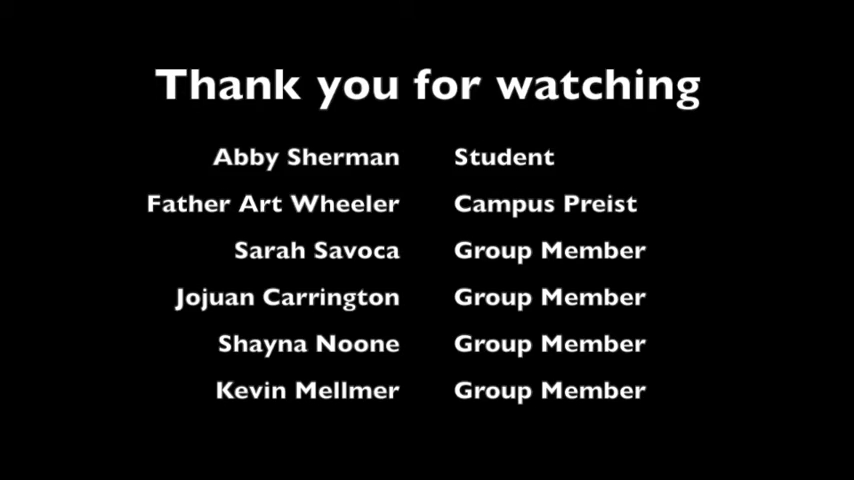 Thank you for watching
Abby Sherman Student
Father Art Wheeler Campus Preist
Sarah Savoca Group Member
Jojuan Carrington Group Member
Shayna Noone Group Member
Kevin Mellmer Group Member